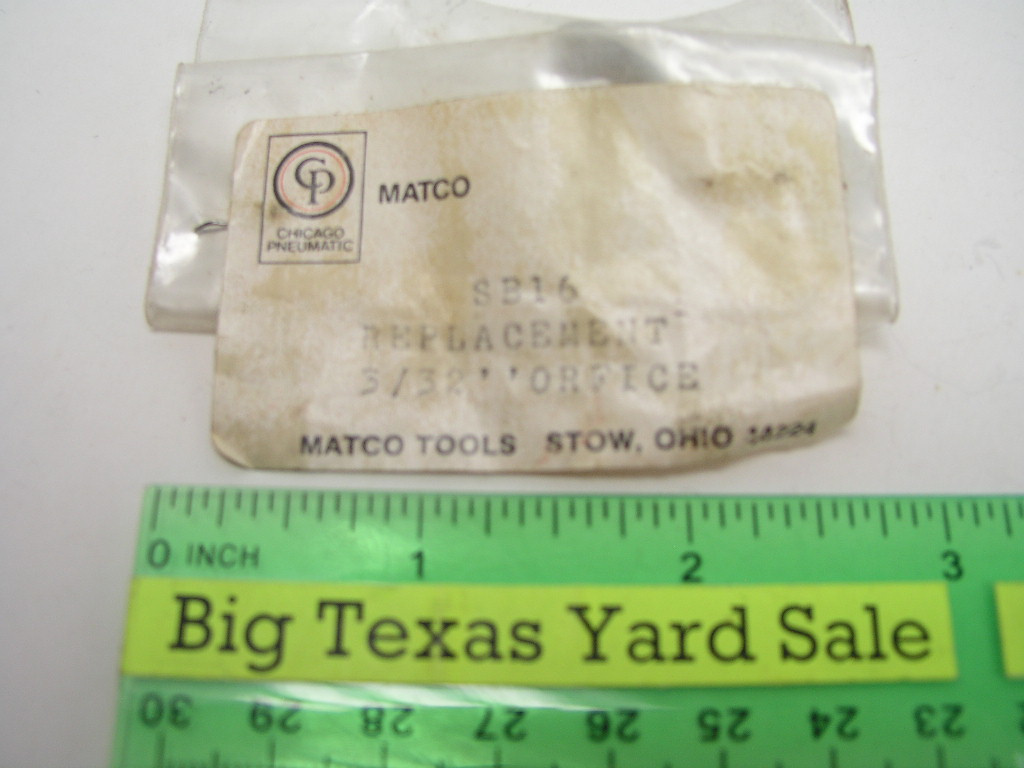 CP
CHICAGO
PNEUMATIC
MATCO
SB16
REPLACEMENT
3/32''ORFICE
MATCO TOOLS STOW, OHIO
0 INCH 1 2 3
Big Texas Yard Sale
30 29 28 27 26 25 24 23